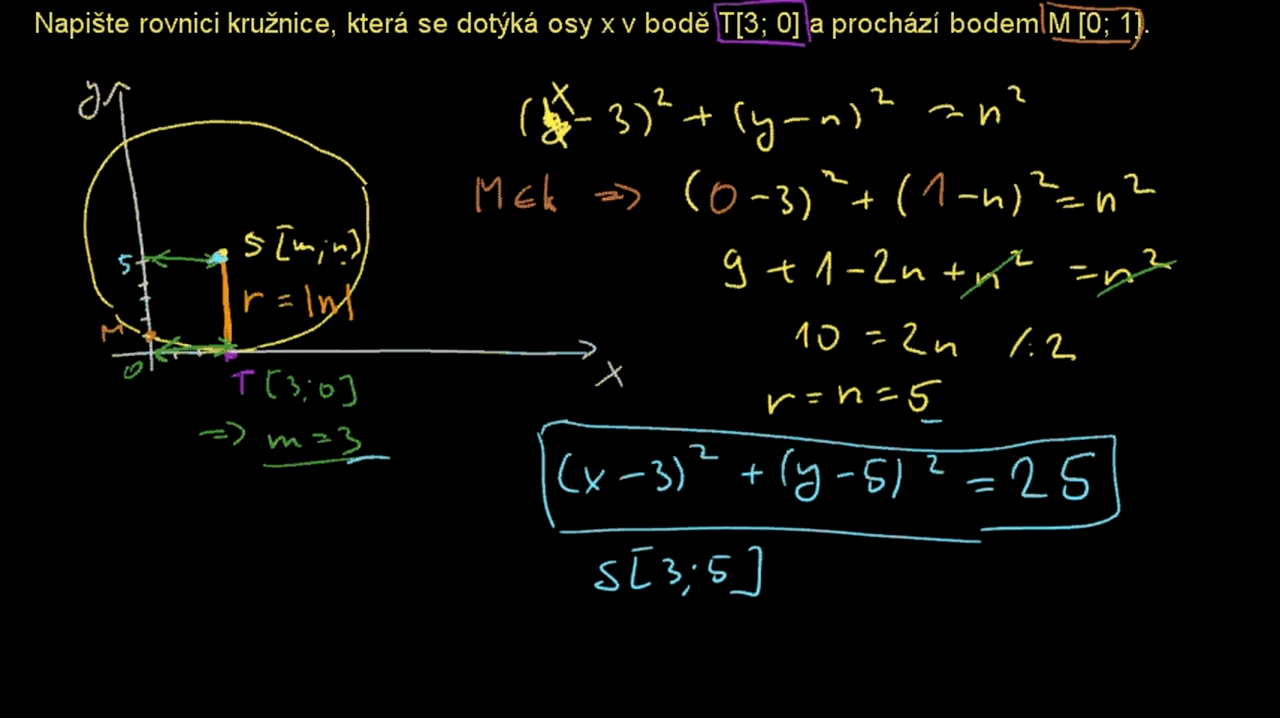 Napište rovnici kružnice, která se dotýká osy x v bodě T[3; 0] a prochází bodem M [0; 1].
y
(x - 3)² + (y - n)² = n²
M ∈ k ⇒ (0 - 3)² + (1 - n)² = n²
S [m; n]
5
9 + 1 - 2n + n² = n²
r = |n|
M
10 = 2n /: 2
0
x
T [3; 0]
r = n = 5
⇒ m = 3
(x - 3)² + (y - 5)² = 25
S[3; 5]